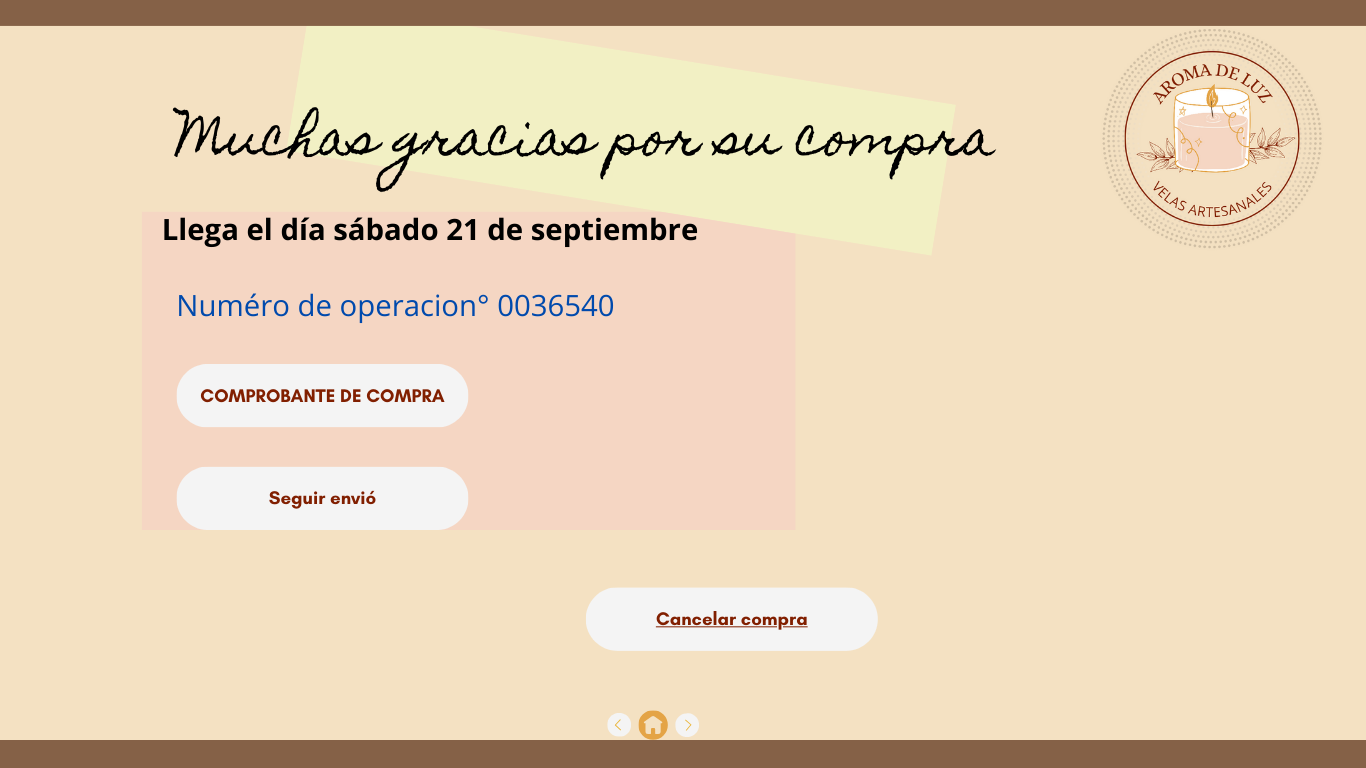 AROMA DE LUZ
VELAS ARTESANALES
Muchas gracias por su compra
Llega el día sábado 21 de septiembre
Numéro de operacion° 0036540
COMPROBANTE DE COMPRA
Seguir envió
Cancelar compra